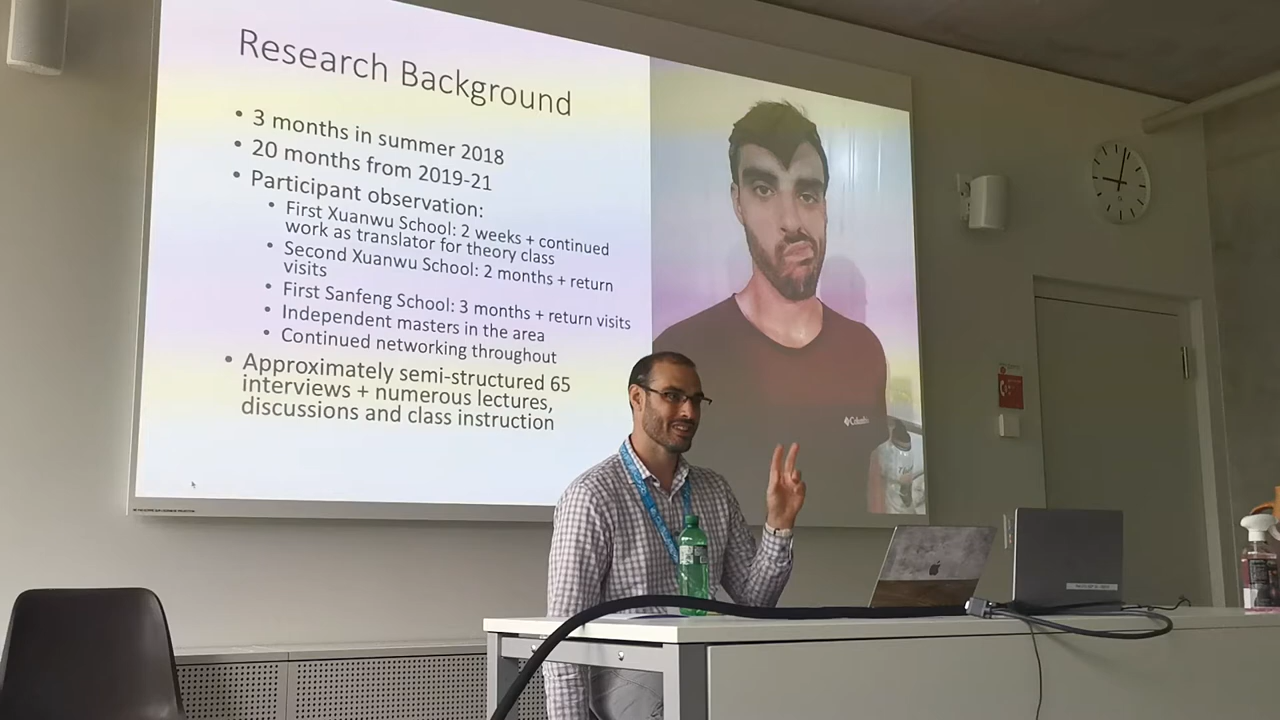 Research Background
• 3 months in summer 2018
• 20 months from 2019-21
• Participant observation:
• First Xuanwu School: 2 weeks + continued
work as translator for theory class
• Second Xuanwu School: 2 months + return
visits
• First Sanfeng School: 3 months + return visits
• Independent masters in the area
• Continued networking throughout
• Approximately semi-structured 65
interviews + numerous lectures,
discussions and class instruction
Columbia